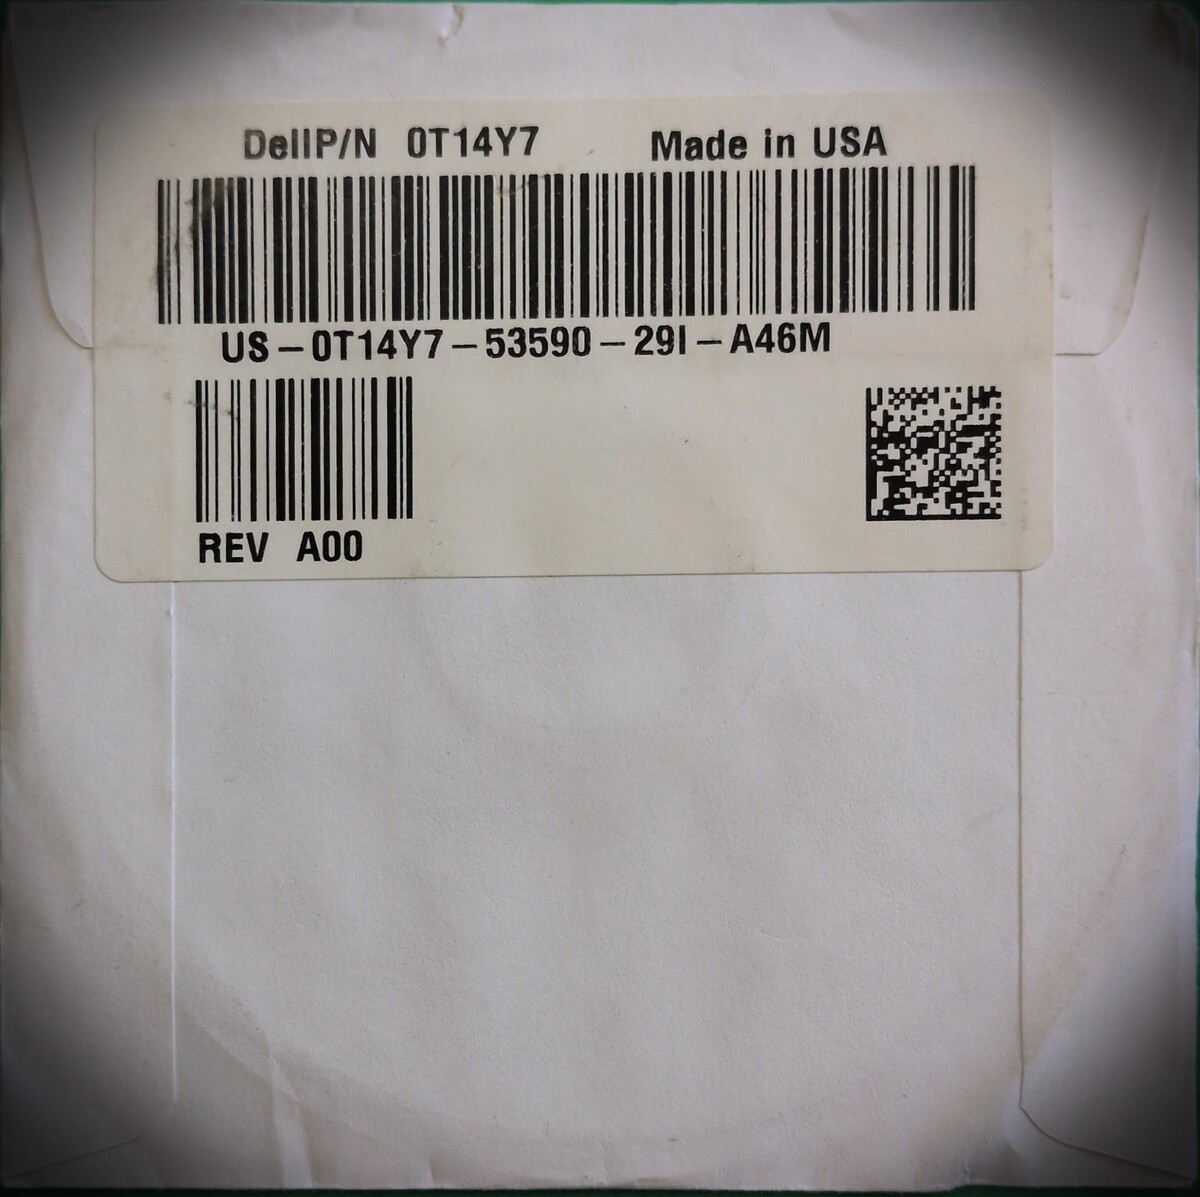 DellP/N 0T14Y7 Made in USA
US-0T14Y7-53590-29I-A46M
REV A00